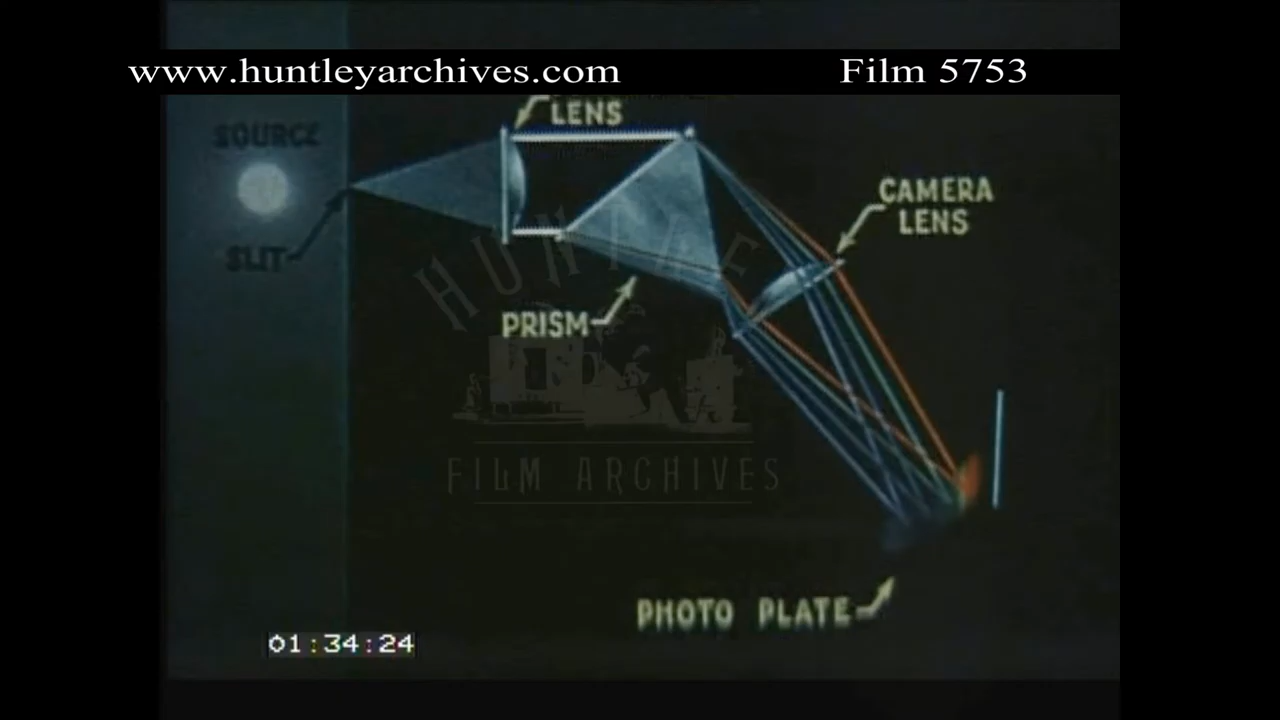 www.huntleyarchives.com
Film 5753
LENS
SOURCE
CAMERA
LENS
SLIT
PRISM
HUNTLEY
FILM ARCHIVES
PHOTO PLATE
01:34:24